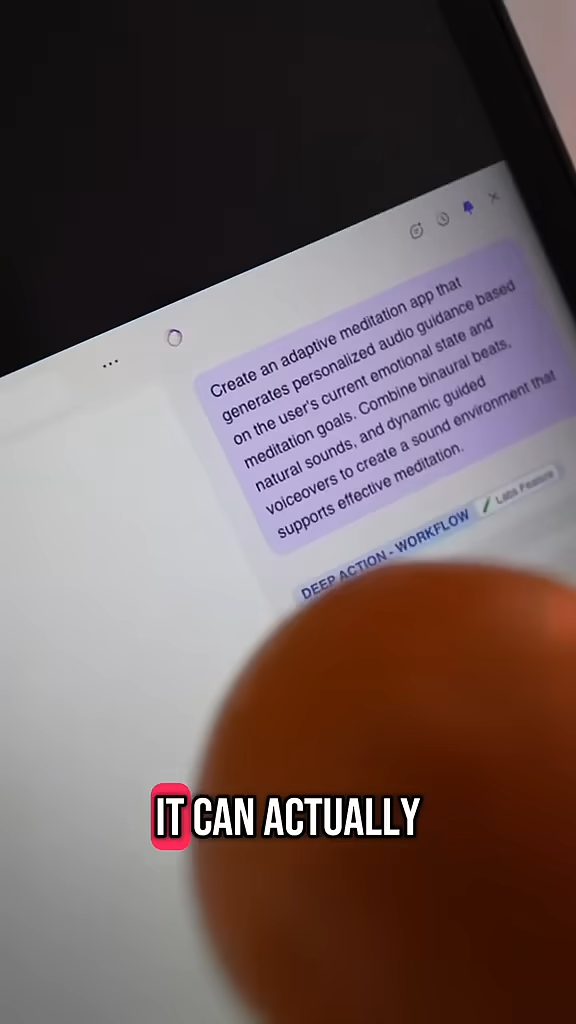 Create an adaptive meditation app that
generates personalized audio guidance based
on the user's current emotional state and
meditation goals. Combine binaural beats,
natural sounds, and dynamic guided
voiceovers to create a sound environment that
supports effective meditation.
DEEP ACTION - WORKFLOW Labs Feature
IT CAN ACTUALLY